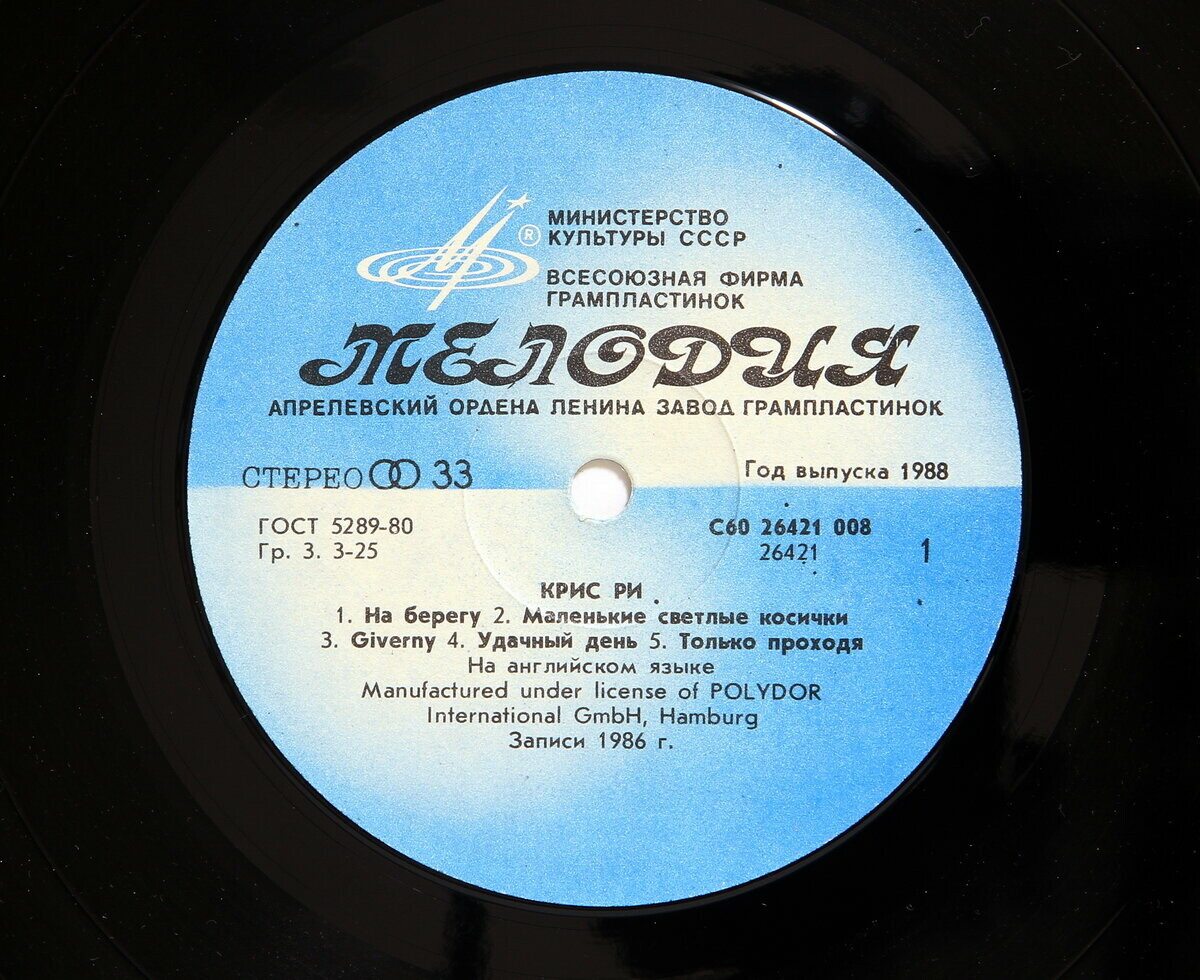 МИНИСТЕРСТВО
КУЛЬТУРЫ СССР
®
ВСЕСОЮЗНАЯ ФИРМА
ГРАМПЛАСТИНОК
МЕЛОДИЯ
АПРЕЛЕВСКИЙ ОРДЕНА ЛЕНИНА ЗАВОД ГРАМПЛАСТИНОК
СТЕРЕО 33
Год выпуска 1988
ГОСТ 5289-80
Гр. 3. 3-25
С60 26421 008
26421
1
КРИС РИ
1. На берегу 2. Маленькие светлые косички
3. Giverny 4. Удачный день 5. Только проходя
На английском языке
Manufactured under license of POLYDOR
International GmbH, Hamburg
Записи 1986 г.